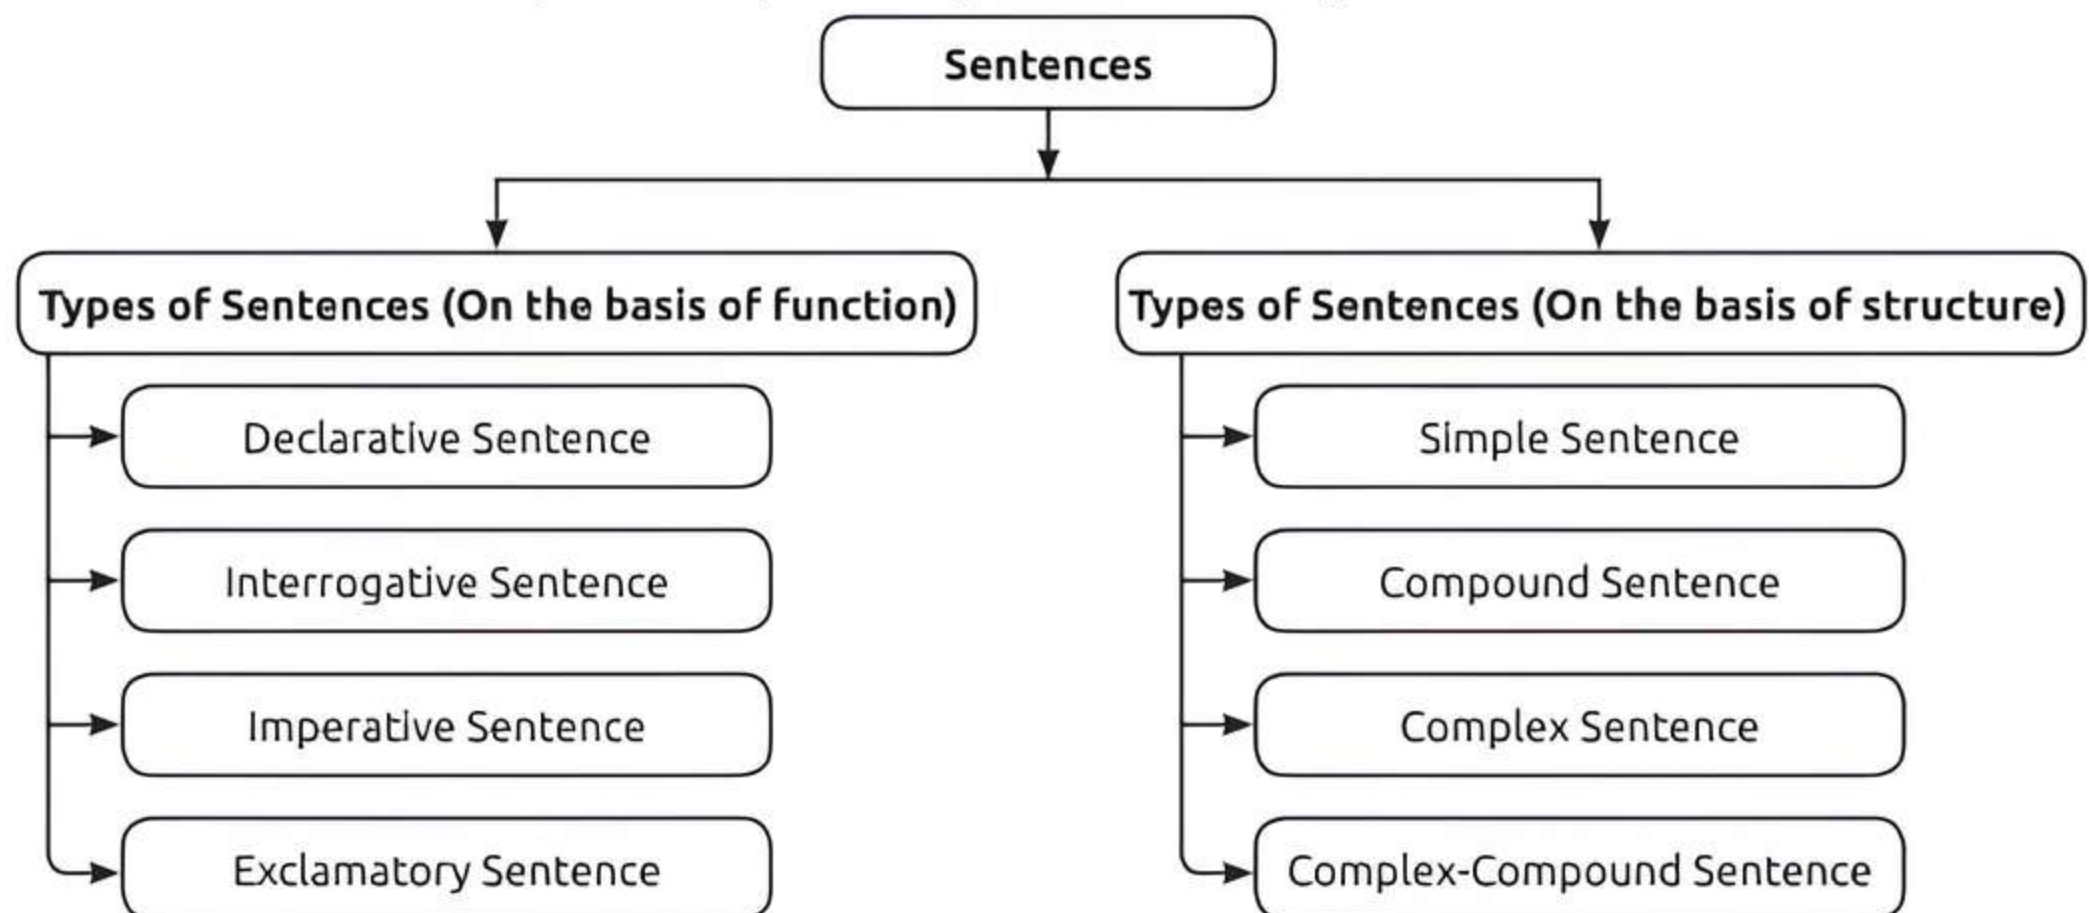 Sentences
Types of Sentences (On the basis of function)
Types of Sentences (On the basis of structure)
Declarative Sentence
Interrogative Sentence
Imperative Sentence
Exclamatory Sentence
Simple Sentence
Compound Sentence
Complex Sentence
Complex-Compound Sentence